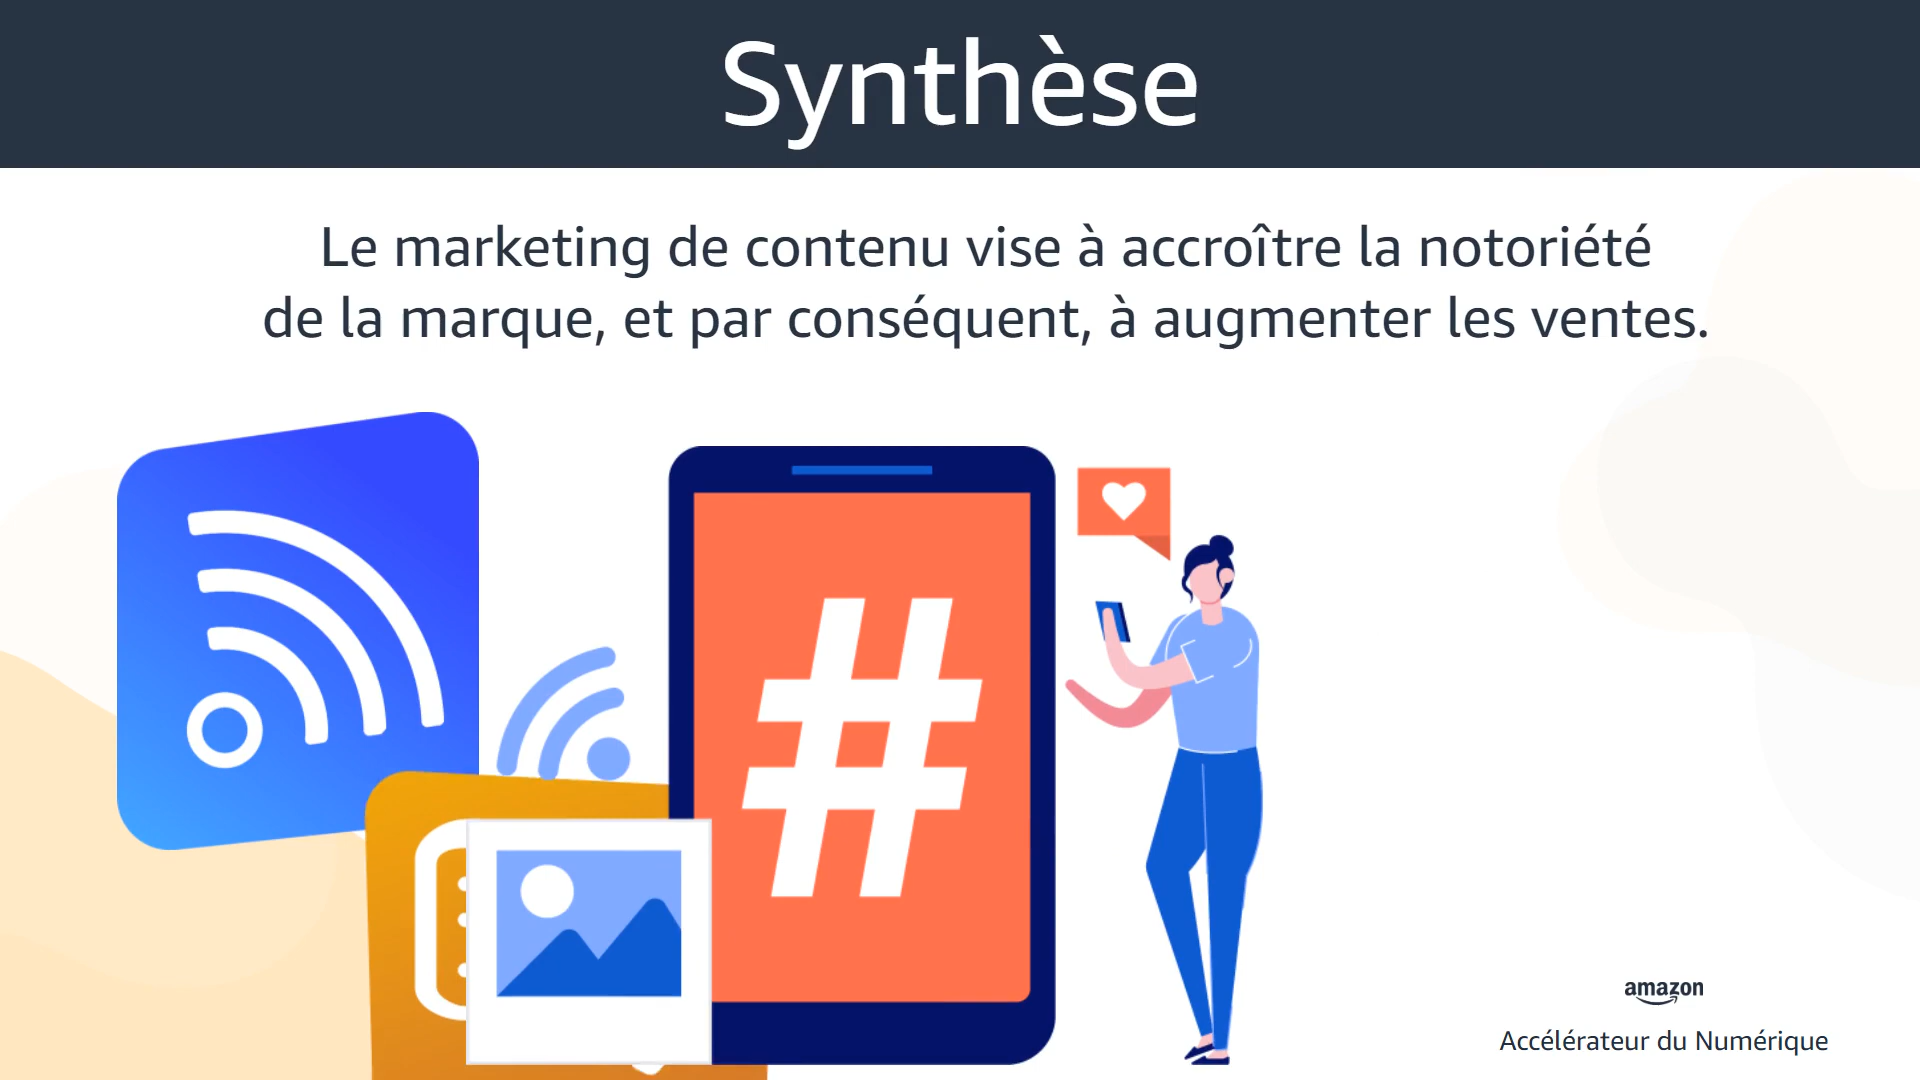 Synthèse
Le marketing de contenu vise à accroître la notoriété
de la marque, et par conséquent, à augmenter les ventes.
#
amazon
Accélérateur du Numérique